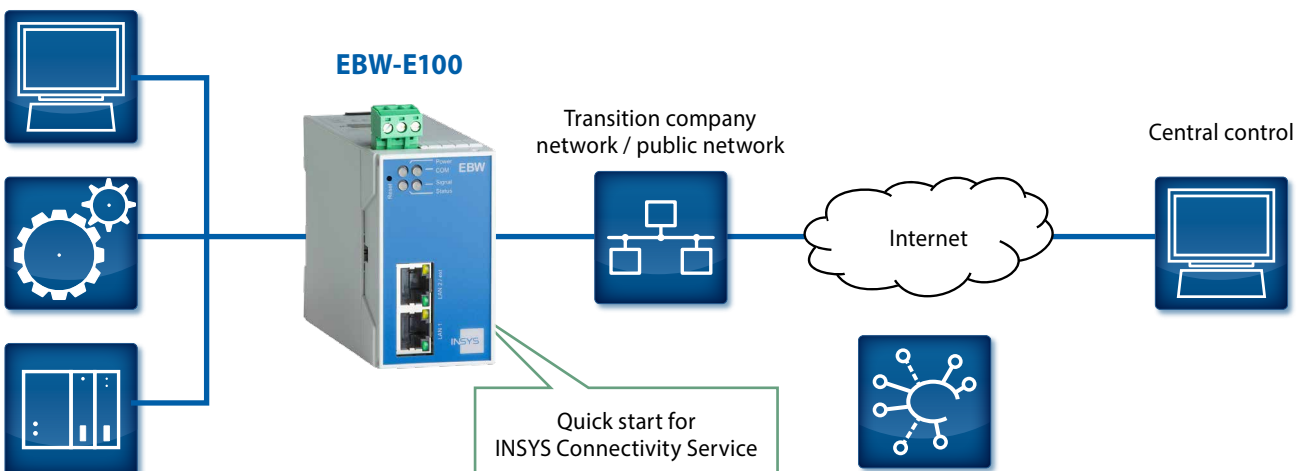 EBW-E100
Transition company
network / public network
Central control
Power
COM
EBW
Signal
Status
Reset
Internet
LAN 2 / ext
LAN 1
INSYS
Quick start for
INSYS Connectivity Service